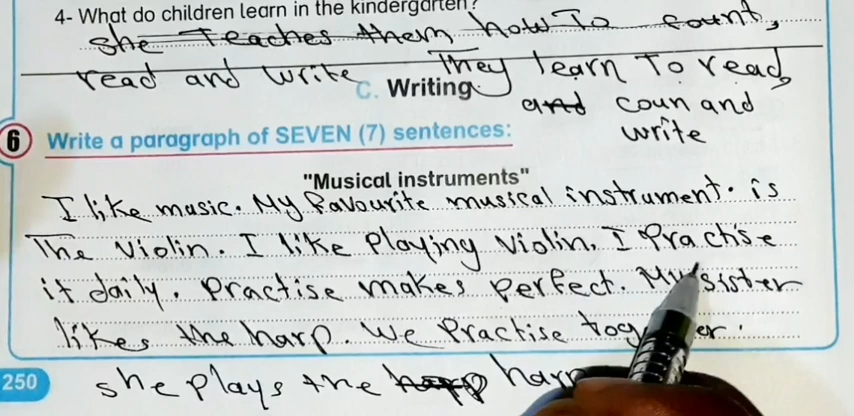 4- What do children learn in the kindergarten?
she Teaches them how To count,
read and write They learn To read,
C. Writing
and coun and
write
6 Write a paragraph of SEVEN (7) sentences:
"Musical instruments"
I like music. My favourite musical instrument. is
The violin. I like Playing violin. I Practise
it daily. Practise makes perfect. My sister
likes the harp. We Practise
250
she plays the harp